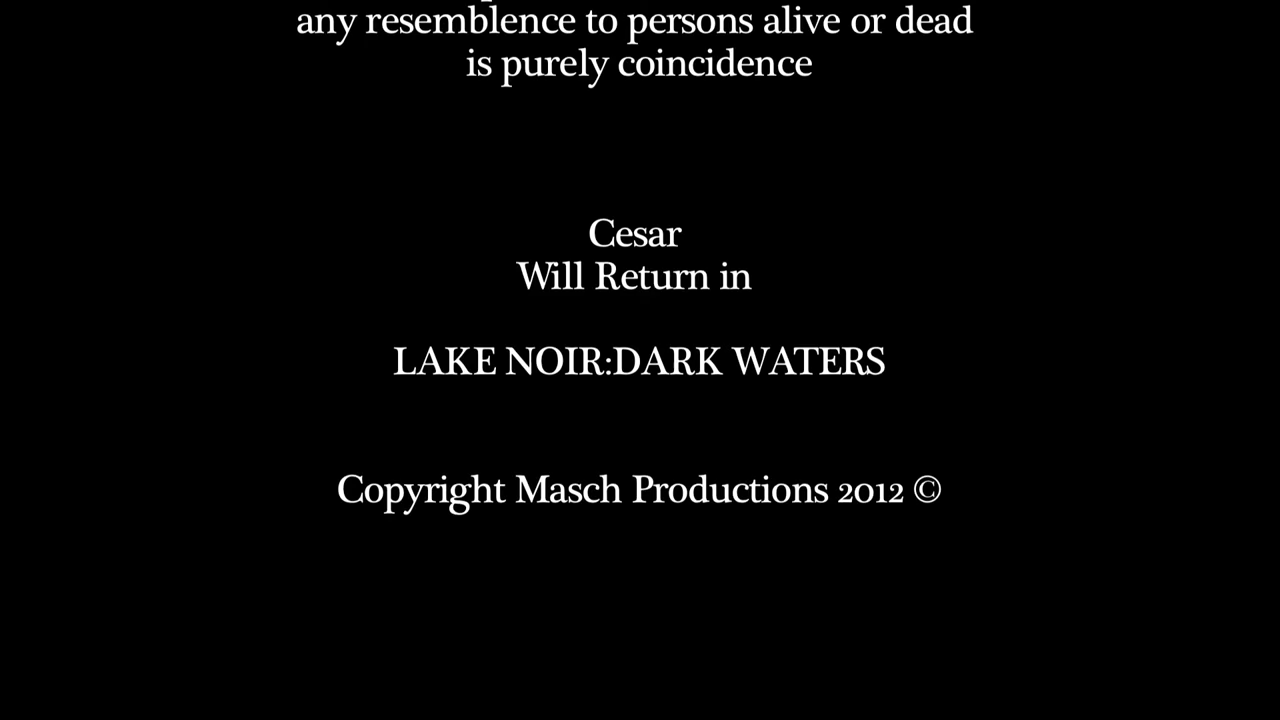 any resemblence to persons alive or dead
is purely coincidence
Cesar
Will Return in
LAKE NOIR:DARK WATERS
Copyright Masch Productions 2012 ©